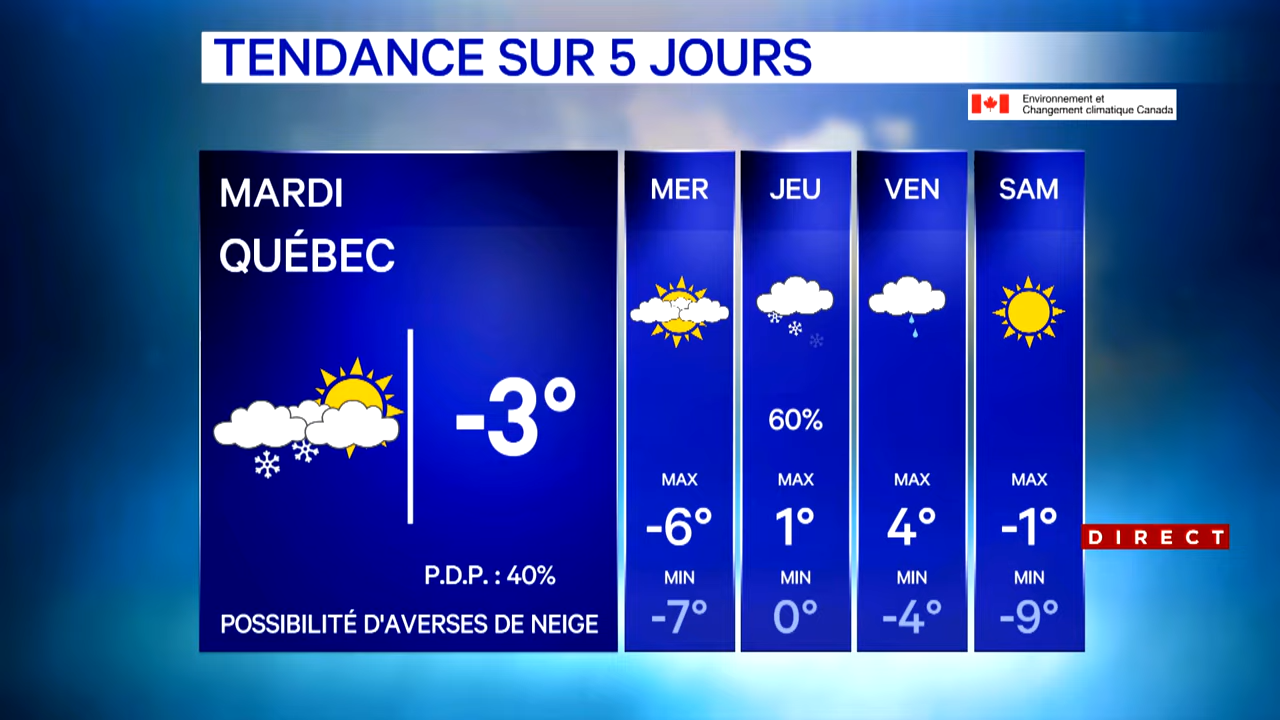 TENDANCE SUR 5 JOURS
Environnement et
Changement climatique Canada
MARDI
QUÉBEC
-3°
P.D.P. : 40%
POSSIBILITÉ D'AVERSES DE NEIGE
MER
MAX
-6°
MIN
-7°
JEU
60%
MAX
1°
MIN
0°
VEN
MAX
4°
MIN
-4°
SAM
MAX
-1°
MIN
-9°
DIRECT